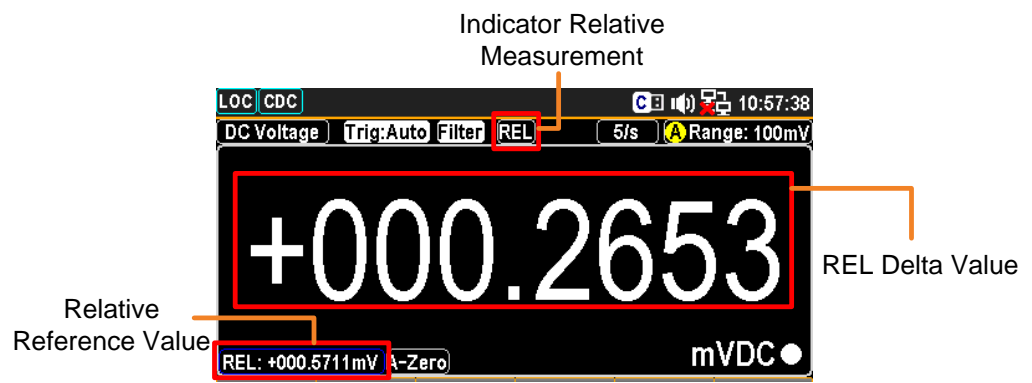 Indicator Relative
Measurement
LOC CDC C 10:57:38
DC Voltage Trig:Auto Filter REL 5/s A Range: 100mV
+000.2653
REL Delta Value
Relative
Reference Value
REL: +000.5711mV A-Zero mVDC